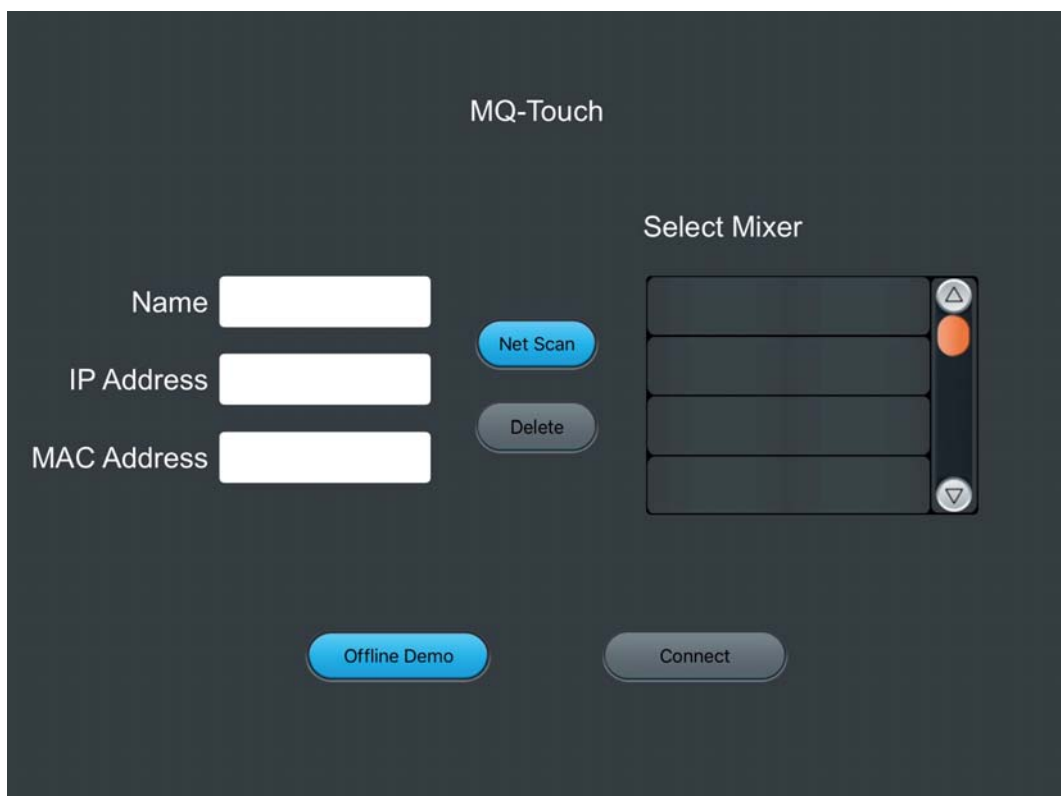 MQ-Touch
Select Mixer
Name
IP Address
MAC Address
Net Scan
Delete
Offline Demo
Connect